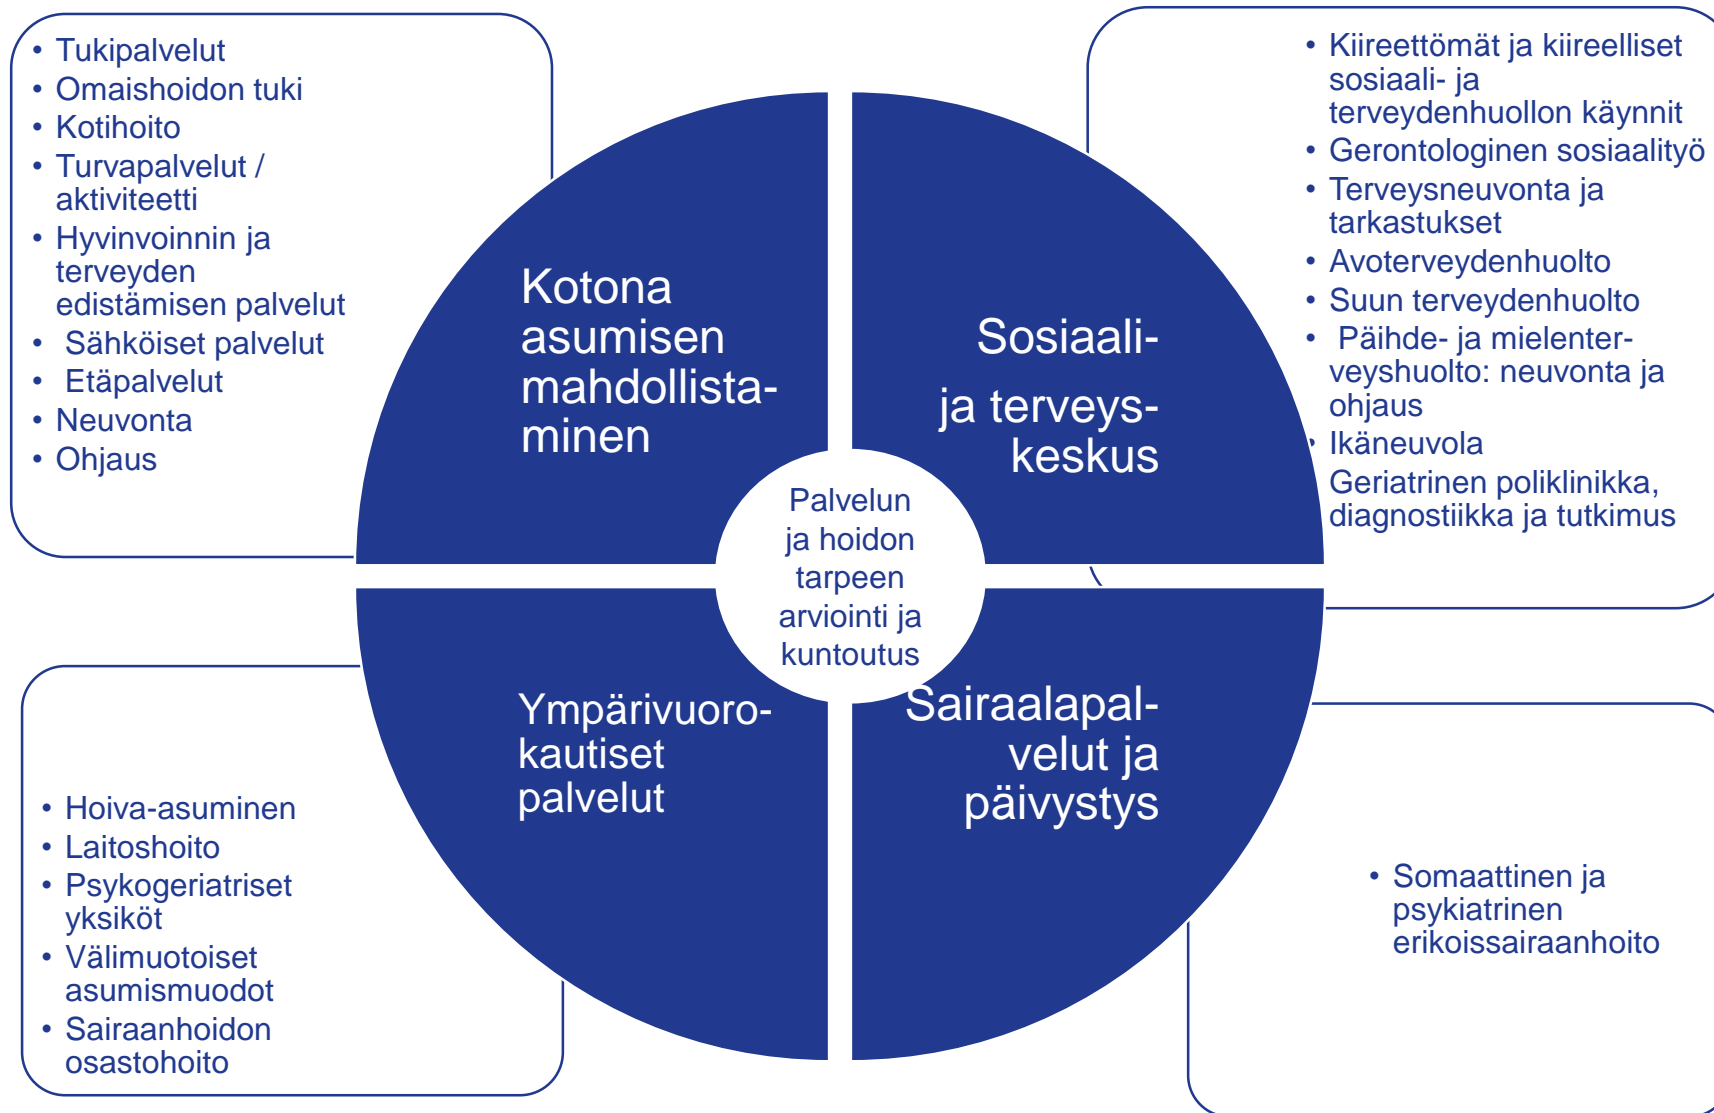 • Tukipalvelut
• Omaishoidon tuki
• Kotihoito
• Turvapalvelut /
aktiviteetti
• Hyvinvoinnin ja
terveyden
edistämisen palvelut
• Sähköiset palvelut
• Etäpalvelut
• Neuvonta
• Ohjaus
Kotona
asumisen
mahdollista-
minen
Sosiaali-
ja terveys-
keskus
• Kiireettömät ja kiireelliset
sosiaali- ja
terveydenhuollon käynnit
• Gerontologinen sosiaalityö
• Terveysneuvonta ja
tarkastukset
• Avoterveydenhuolto
• Suun terveydenhuolto
• Päihde- ja mielenter-
veyshuolto: neuvonta ja
ohjaus
• Ikäneuvola
Geriatrinen poliklinikka,
diagnostiikka ja tutkimus
Palvelun
ja hoidon
tarpeen
arviointi ja
kuntoutus
• Hoiva-asuminen
• Laitoshoito
• Psykogeriatriset
yksiköt
• Välimuotoiset
asumismuodot
• Sairaanhoidon
osastohoito
Ympärivuoro-
kautiset
palvelut
Sairaalapal-
velut ja
päivystys
• Somaattinen ja
psykiatrinen
erikoissairaanhoito